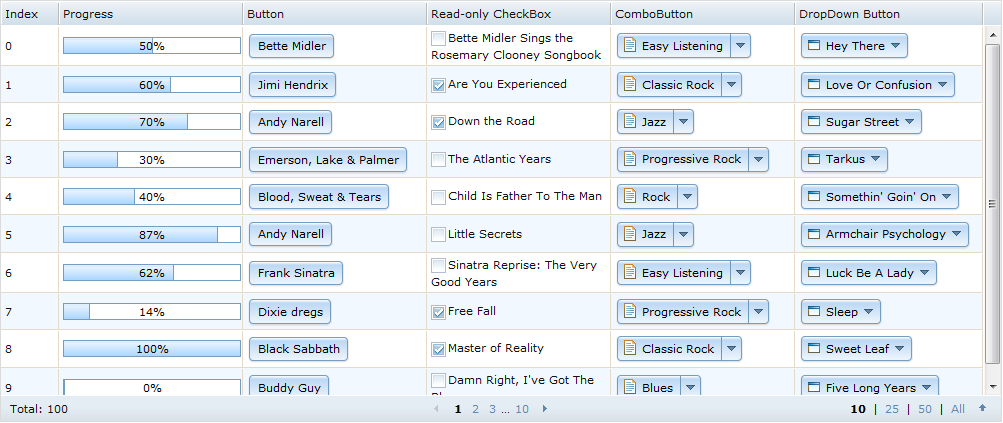 Index Progress Button Read-only CheckBox ComboButton DropDown Button
0 50% Bette Midler Bette Midler Sings the Rosemary Clooney Songbook Easy Listening Hey There
1 60% Jimi Hendrix Are You Experienced Classic Rock Love Or Confusion
2 70% Andy Narell Down the Road Jazz Sugar Street
3 30% Emerson, Lake & Palmer The Atlantic Years Progressive Rock Tarkus
4 40% Blood, Sweat & Tears Child Is Father To The Man Rock Somethin' Goin' On
5 87% Andy Narell Little Secrets Jazz Armchair Psychology
6 62% Frank Sinatra Sinatra Reprise: The Very Good Years Easy Listening Luck Be A Lady
7 14% Dixie dregs Free Fall Progressive Rock Sleep
8 100% Black Sabbath Master of Reality Classic Rock Sweet Leaf
9 0% Buddy Guy Damn Right, I've Got The Blues Five Long Years
Total: 100 1 2 3 ... 10 10 | 25 | 50 | All